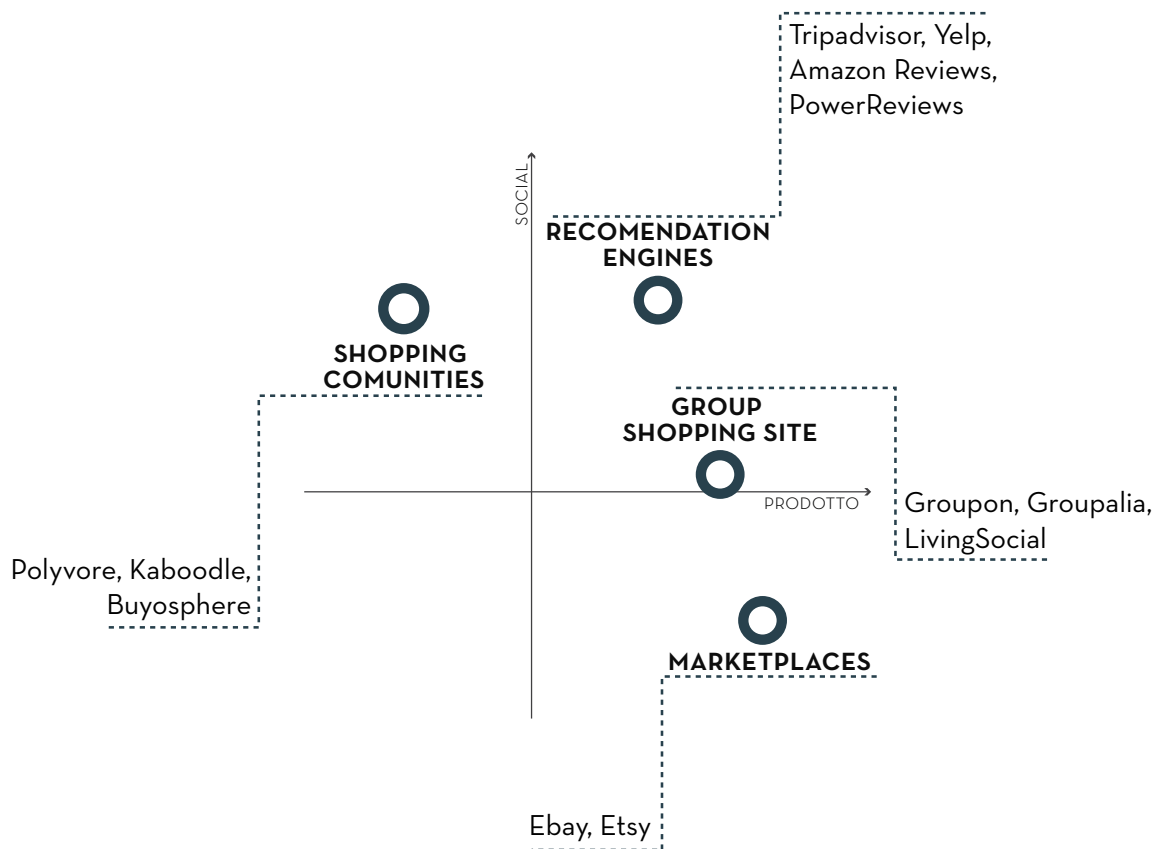 Tripadvisor, Yelp,
Amazon Reviews,
PowerReviews
SOCIAL
RECOMENDATION
ENGINES
SHOPPING
COMUNITIES
GROUP
SHOPPING SITE
PRODOTTO
Groupon, Groupalia,
LivingSocial
Polyvore, Kaboodle,
Buyosphere
MARKETPLACES
Ebay, Etsy